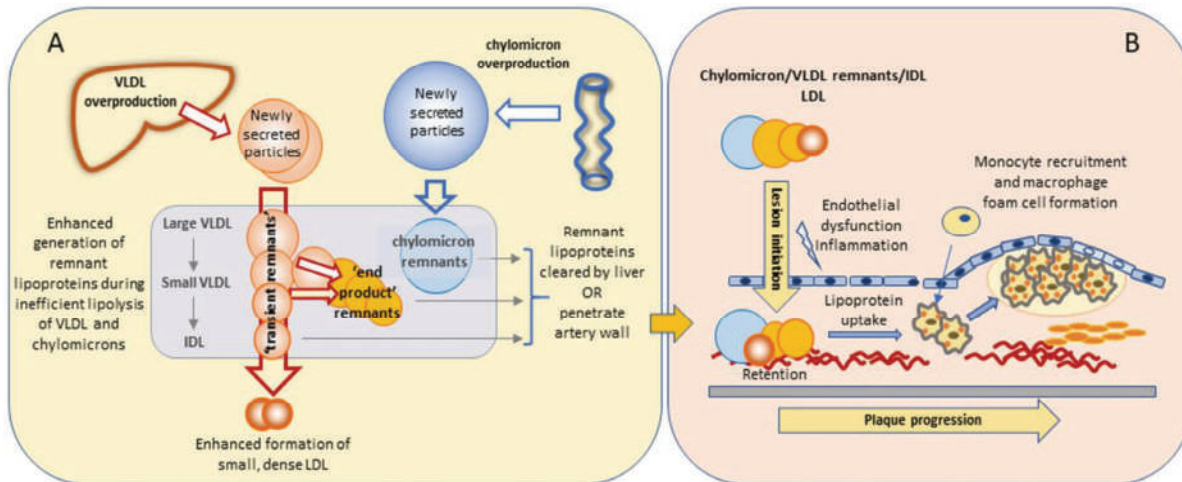 A
VLDL
overproduction
Newly
secreted
particles
chylomicron
overproduction
Newly
secreted
particles
Enhanced
generation of
remnant
lipoproteins during
inefficient lipolysis
of VLDL and
chylomicrons
Large VLDL
Small VLDL
IDL
'transient remnants'
'end
product'
remnants
chylomicron
remnants
Remnant
lipoproteins
cleared by liver
OR
penetrate
artery wall
Enhanced formation of
small, dense LDL
B
Chylomicron/VLDL remnants/IDL
LDL
Lesion initiation
Endothelial
dysfunction
Inflammation
Monocyte recruitment
and macrophage
foam cell formation
Lipoprotein
uptake
Retention
Plaque progression